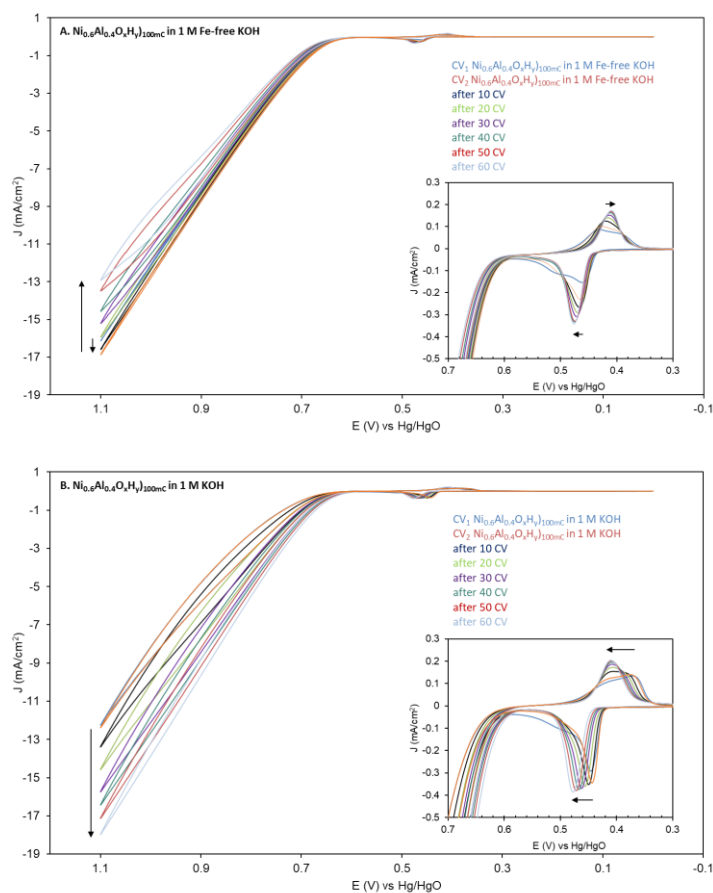 A. Ni0.6Al0.4OxHy)100mC in 1 M Fe-free KOH
CV1 Ni0.6Al0.4OxHy)100mC in 1 M Fe-free KOH
CV2 Ni0.6Al0.4OxHy)100mC in 1 M Fe-free KOH
after 10 CV
after 20 CV
after 30 CV
after 40 CV
after 50 CV
after 60 CV
J (mA/cm²)
1
-1
-3
-5
-7
-9
-11
-13
-15
-17
-19
1.1 0.9 0.7 0.5 0.3 0.1 -0.1
E (V) vs Hg/HgO
J (mA/cm²)
0.3
0.2
0.1
0
-0.1
-0.2
-0.3
-0.4
-0.5
0.7 0.6 0.5 0.4 0.3
E (V) vs Hg/HgO
B. Ni0.6Al0.4OxHy)100mC in 1 M KOH
CV1 Ni0.6Al0.4OxHy)100mC in 1 M KOH
CV2 Ni0.6Al0.4OxHy)100mC in 1 M KOH
after 10 CV
after 20 CV
after 30 CV
after 40 CV
after 50 CV
after 60 CV
J (mA/cm²)
1
-1
-3
-5
-7
-9
-11
-13
-15
-17
-19
1.1 0.9 0.7 0.5 0.3 0.1 -0.1
E (V) vs Hg/HgO
J (mA/cm²)
0.3
0.2
0.1
0
-0.1
-0.2
-0.3
-0.4
-0.5
0.7 0.6 0.5 0.4 0.3
E (V) vs Hg/HgO